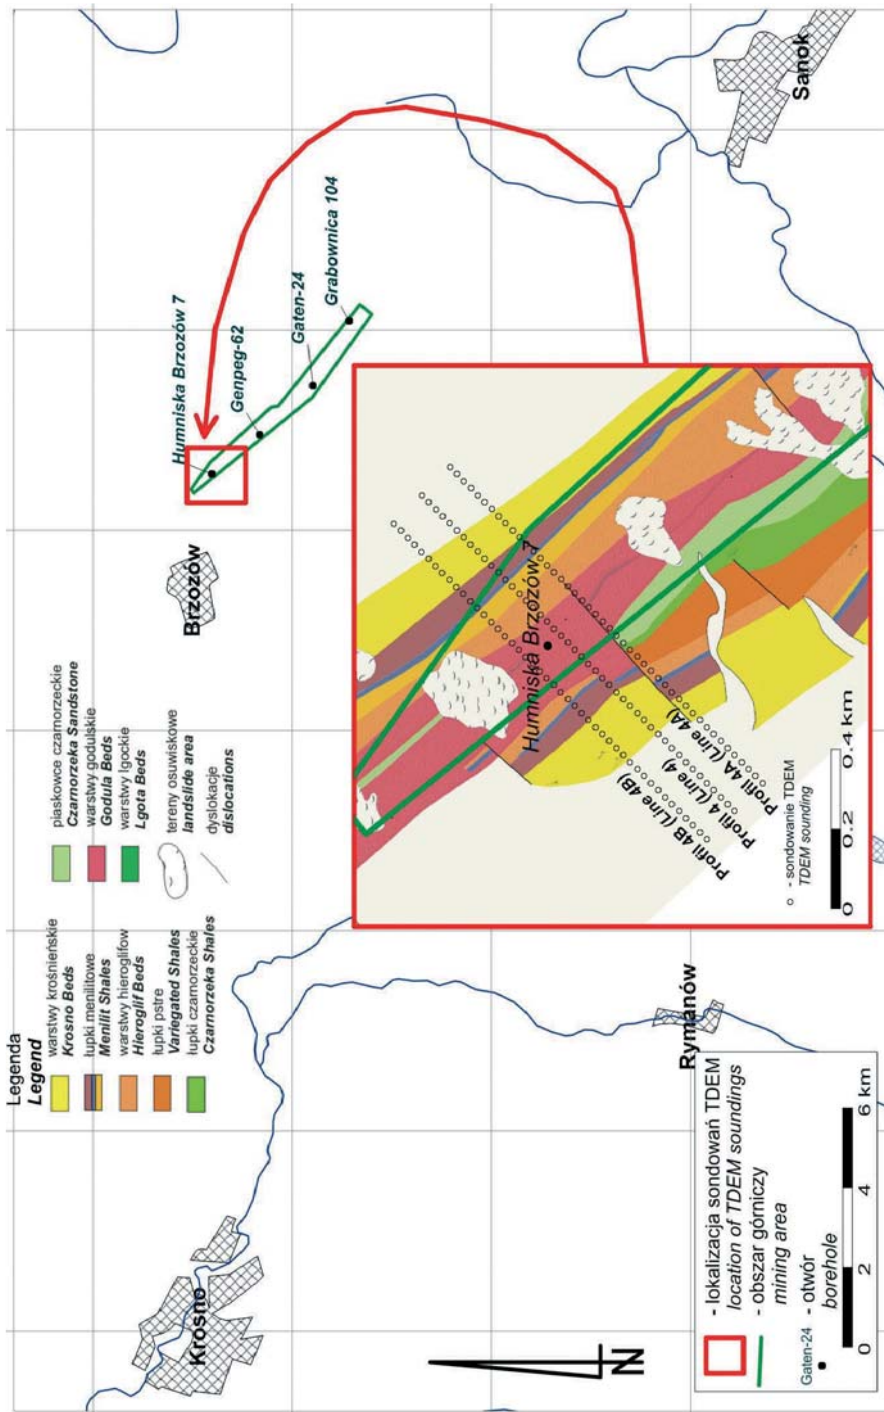 Legenda
Legend
warstwy krośnieńskie
Krosno Beds
łupki menilitowe
Menilit Shales
warstwy hieroglifow
Hieroglif Beds
łupki pstre
Variegated Shales
łupki czarnorzeckie
Czarnorzeka Shales
piaskowce czarnorzeckie
Czarnorzeka Sandstone
warstwy godulskie
Godula Beds
warstwy lgockie
Lgota Beds
tereny osuwiskowe
landslide area
dyslokacje
dislocations
Krosno
Brzozów
Rymanów
Sanok
Humniska Brzozów 7
Genpeg-62
Gaten-24
Grabownica 104
Humniska Brzozów 7
Profil 4B (Line 4B)
Profil 4 (Line 4)
Profil 4A (Line 4A)
o - sondowanie TDEM
TDEM sounding
0 0.2 0.4 km
- lokalizacja sondowań TDEM
location of TDEM soundings
- obszar górniczy
mining area
Gaten-24 - otwór
borehole
0 2 4 6 km
N